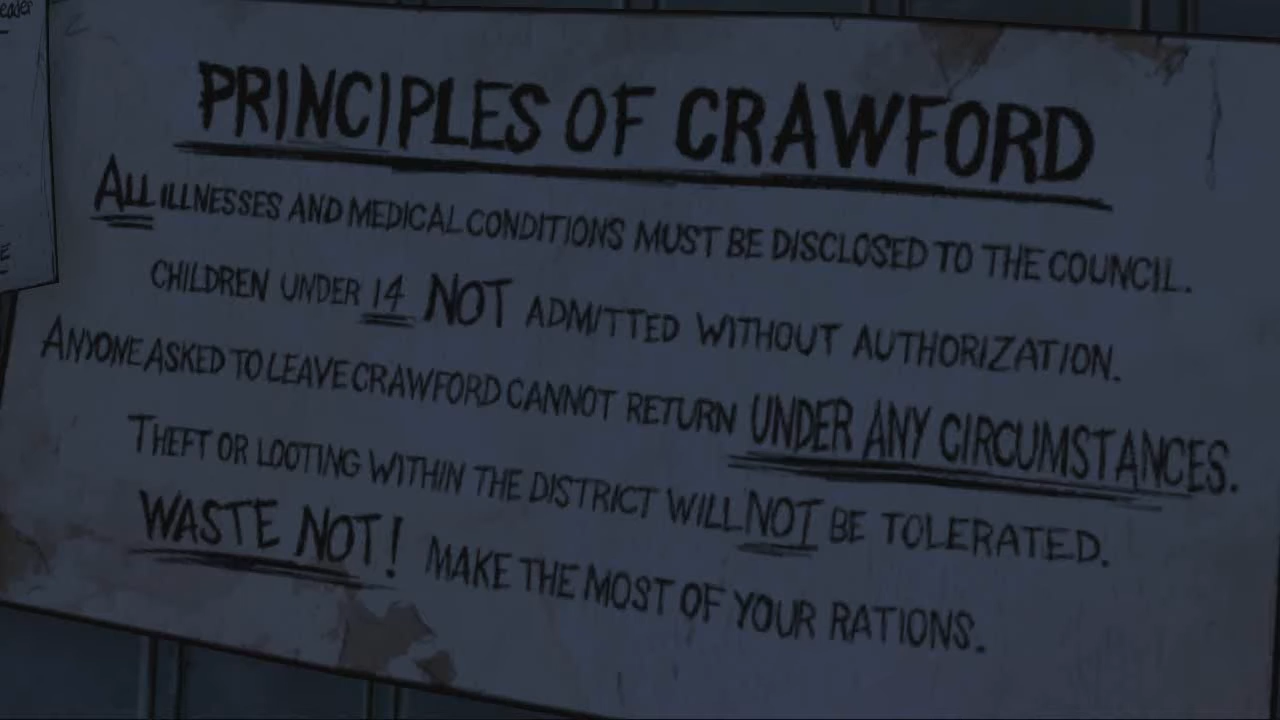 eader
E
PRINCIPLES OF CRAWFORD
ALL ILLNESSES AND MEDICAL CONDITIONS MUST BE DISCLOSED TO THE COUNCIL.
CHILDREN UNDER 14 NOT ADMITTED WITHOUT AUTHORIZATION.
ANYONE ASKED TO LEAVE CRAWFORD CANNOT RETURN UNDER ANY CIRCUMSTANCES.
THEFT OR LOOTING WITHIN THE DISTRICT WILL NOT BE TOLERATED.
WASTE NOT! MAKE THE MOST OF YOUR RATIONS.